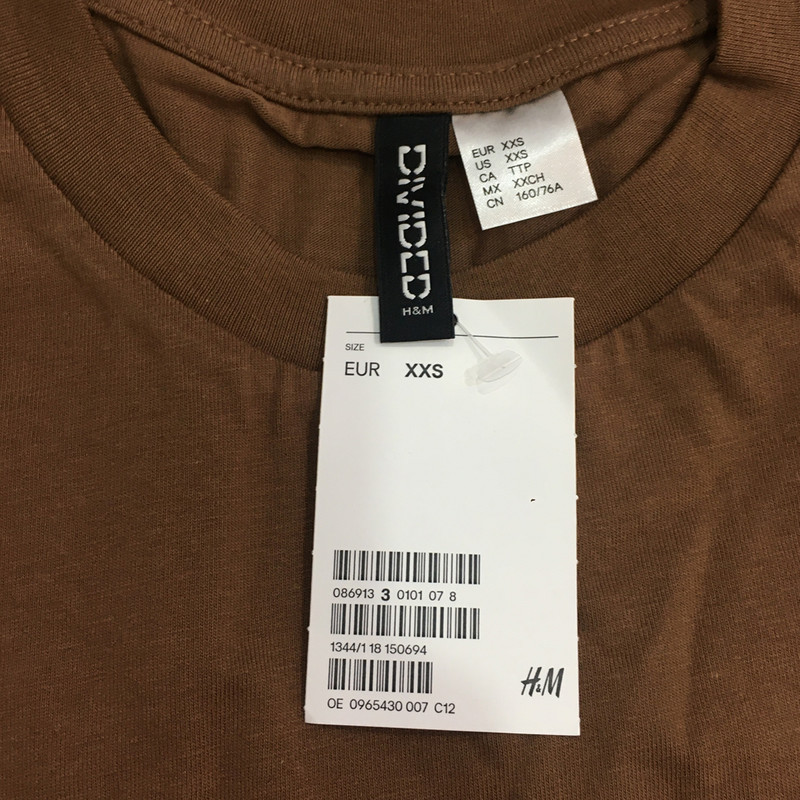 DIVIDED
H&M
EUR XXS
US XXS
CA TTP
MX XXCH
CN 160/76A
SIZE
EUR XXS
086913 3 0101 07 8
1344/1 18 150694
OE 0965430 007 C12
H&M